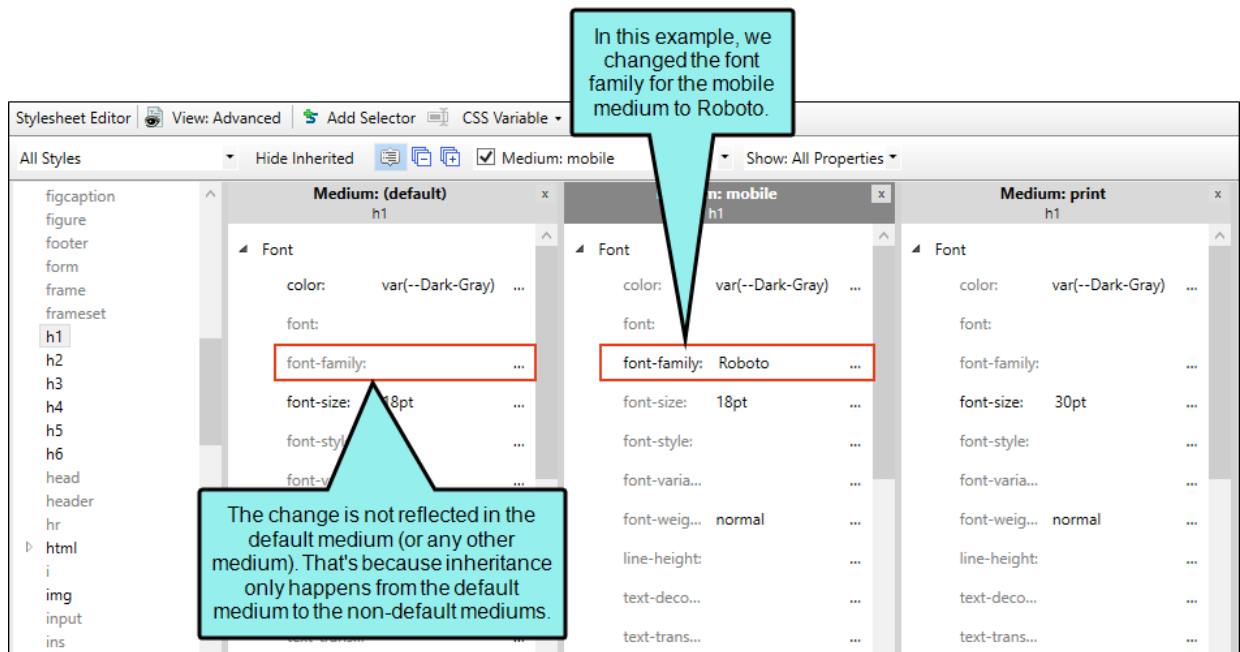 In this example, we
changed the font
family for the mobile
medium to Roboto.
Stylesheet Editor View: Advanced Add Selector CSS Variable
All Styles Hide Inherited Medium: mobile Show: All Properties
figcaption
figure
footer
form
frame
frameset
h1
h2
h3
h4
h5
h6
head
header
hr
html
i
img
input
ins
Medium: (default) x
h1
Font
color: var(--Dark-Gray) ...
font:
font-family: ...
font-size: 18pt ...
font-styl ...
font-v ...
The change is not reflected in the
default medium (or any other
medium). That's because inheritance
only happens from the default
medium to the non-default mediums.
mobile x
h1
Font
color: var(--Dark-Gray) ...
font:
font-family: Roboto ...
font-size: 18pt ...
font-style: ...
font-varia... ...
font-weig... normal ...
line-height: ...
text-deco... ...
text-trans... ...
Medium: print x
h1
Font
color: var(--Dark-Gray) ...
font:
font-family: ...
font-size: 30pt ...
font-style: ...
font-varia... ...
font-weig... normal ...
line-height: ...
text-deco... ...
text-trans... ...